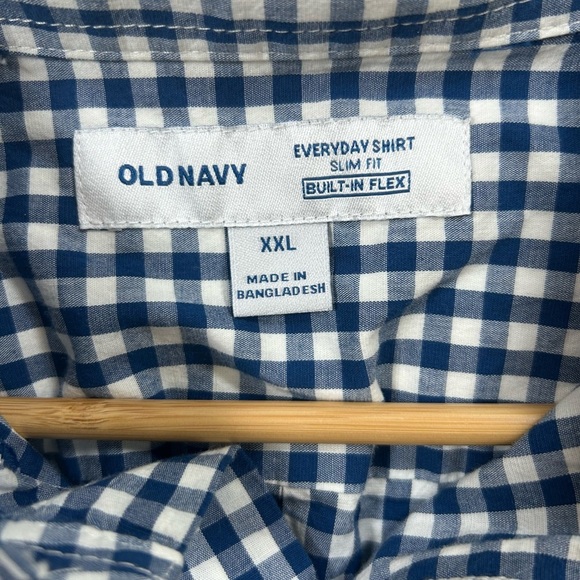 OLD NAVY
EVERYDAY SHIRT
SLIM FIT
BUILT-IN FLEX
XXL
MADE IN
BANGLADESH